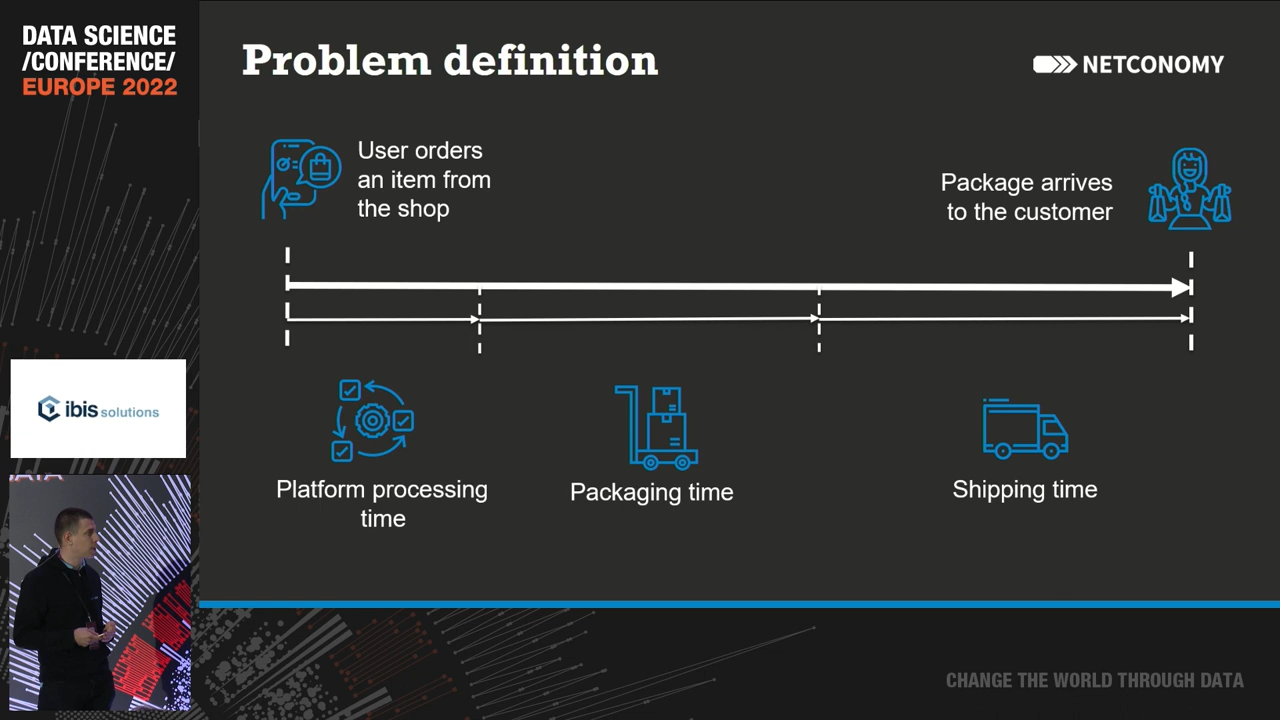 DATA SCIENCE
/CONFERENCE/
EUROPE 2022
Problem definition
NETCONOMY
User orders
an item from
the shop
Package arrives
to the customer
Platform processing
time
Packaging time
Shipping time
ibis solutions
CHANGE THE WORLD THROUGH DATA